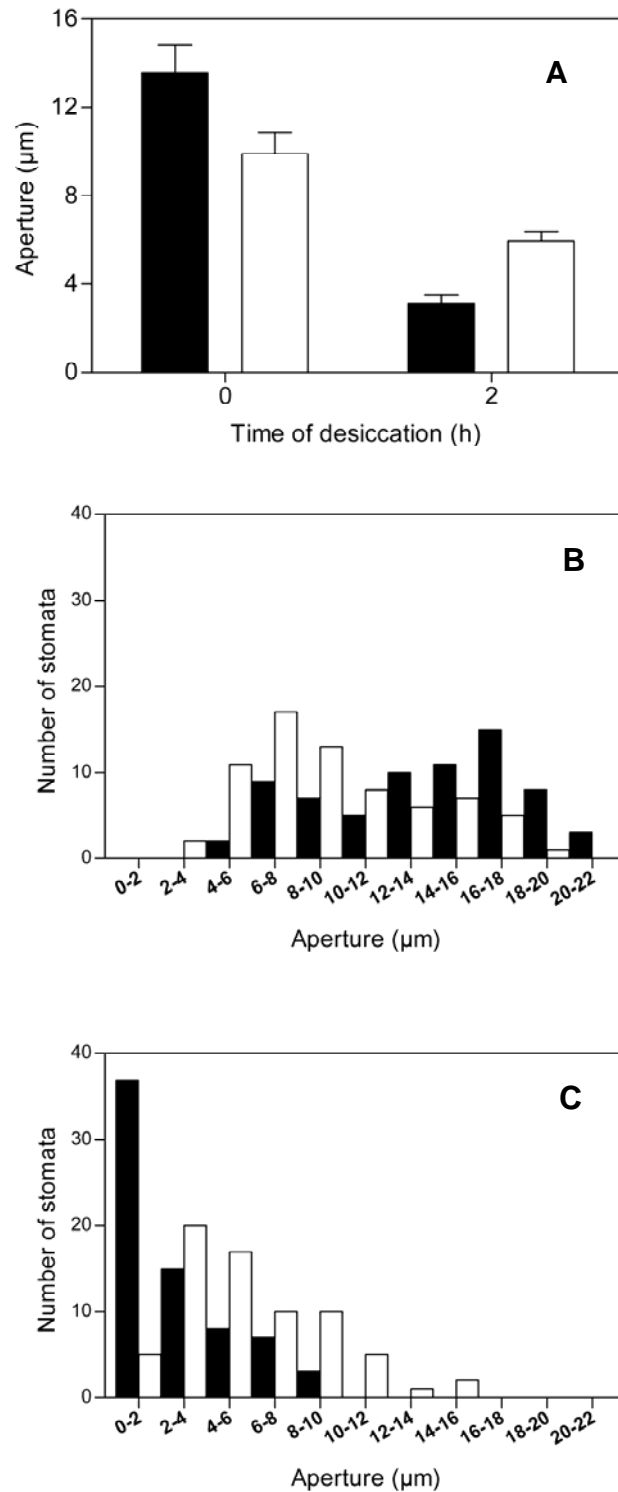 16
A
12
8
4
0
Aperture (µm)
0 2
Time of desiccation (h)
40
B
30
20
10
0
Number of stomata
0-2 2-4 4-6 6-8 8-10 10-12 12-14 14-16 16-18 18-20 20-22
Aperture (µm)
40
C
30
20
10
0
Number of stomata
0-2 2-4 4-6 6-8 8-10 10-12 12-14 14-16 16-18 18-20 20-22
Aperture (µm)